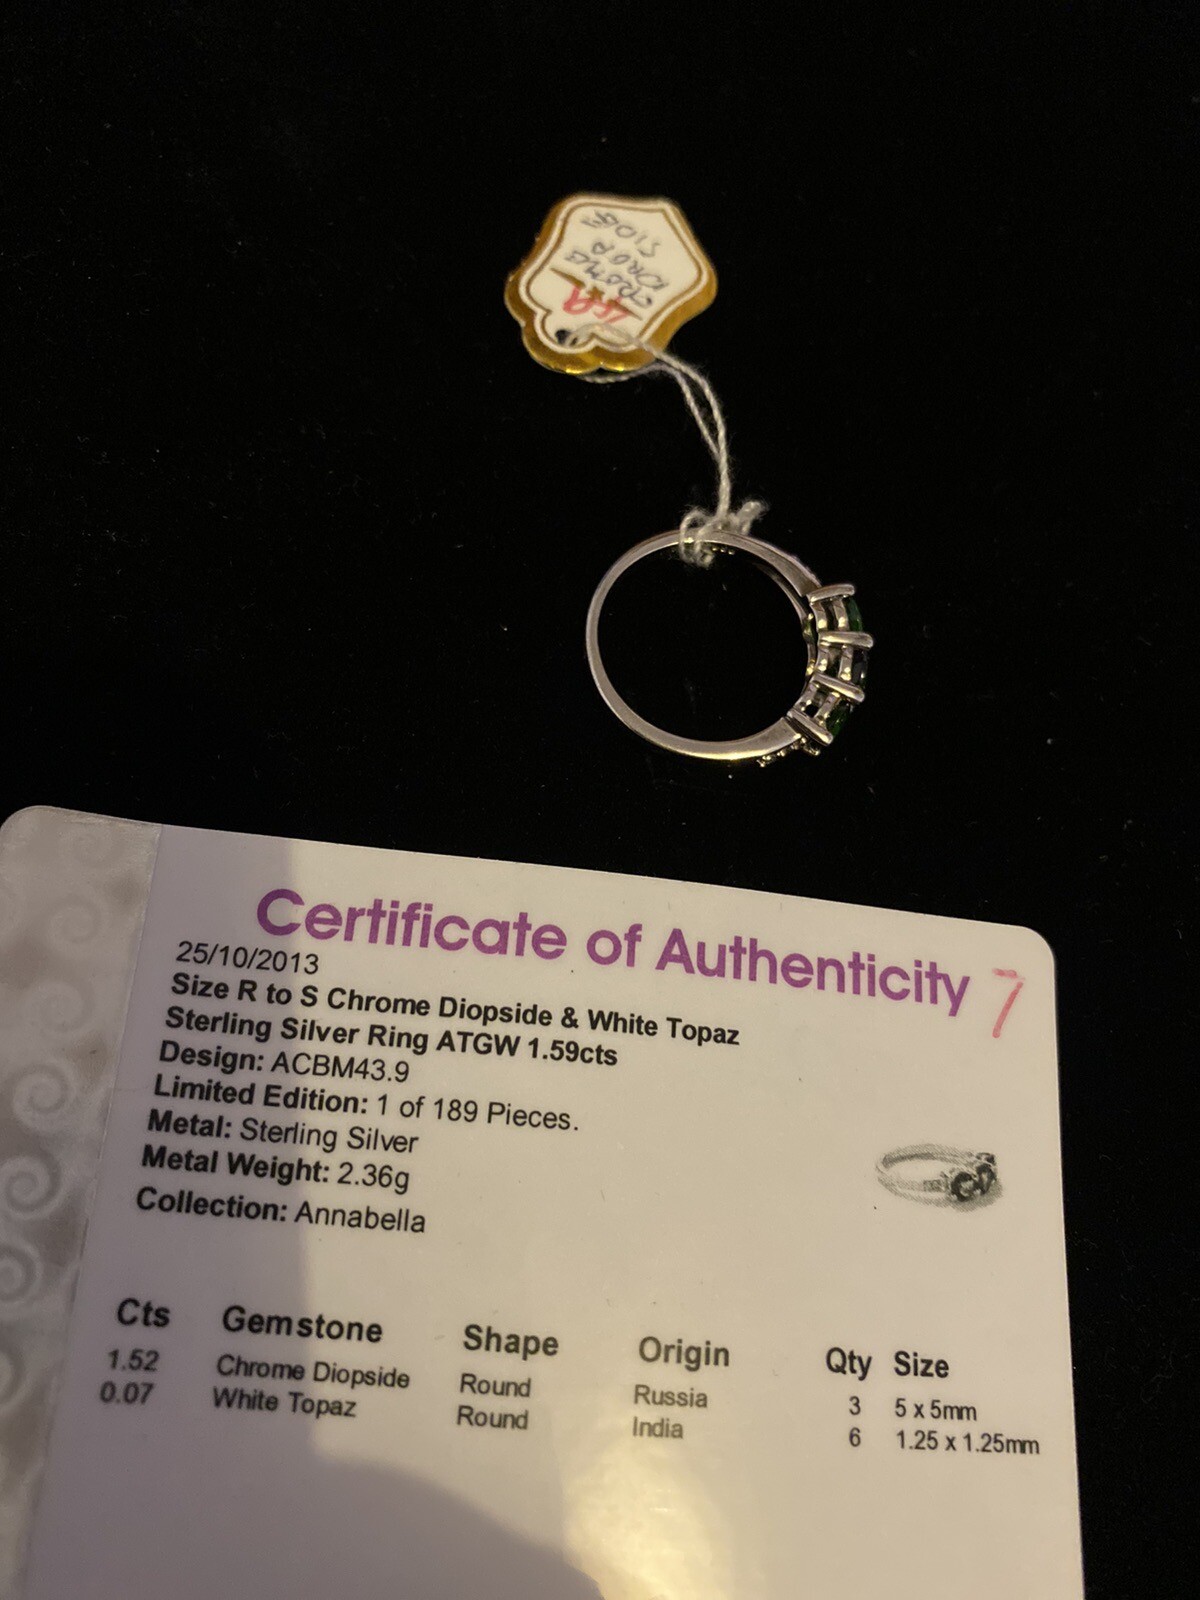 Certificate of Authenticity 7
25/10/2013
Size R to S Chrome Diopside & White Topaz
Sterling Silver Ring ATGW 1.59cts
Design: ACBM43.9
Limited Edition: 1 of 189 Pieces.
Metal: Sterling Silver
Metal Weight: 2.36g
Collection: Annabella
Cts Gemstone Shape Origin Qty Size
1.52 Chrome Diopside Round Russia 3 5 x 5mm
0.07 White Topaz Round India 6 1.25 x 1.25mm